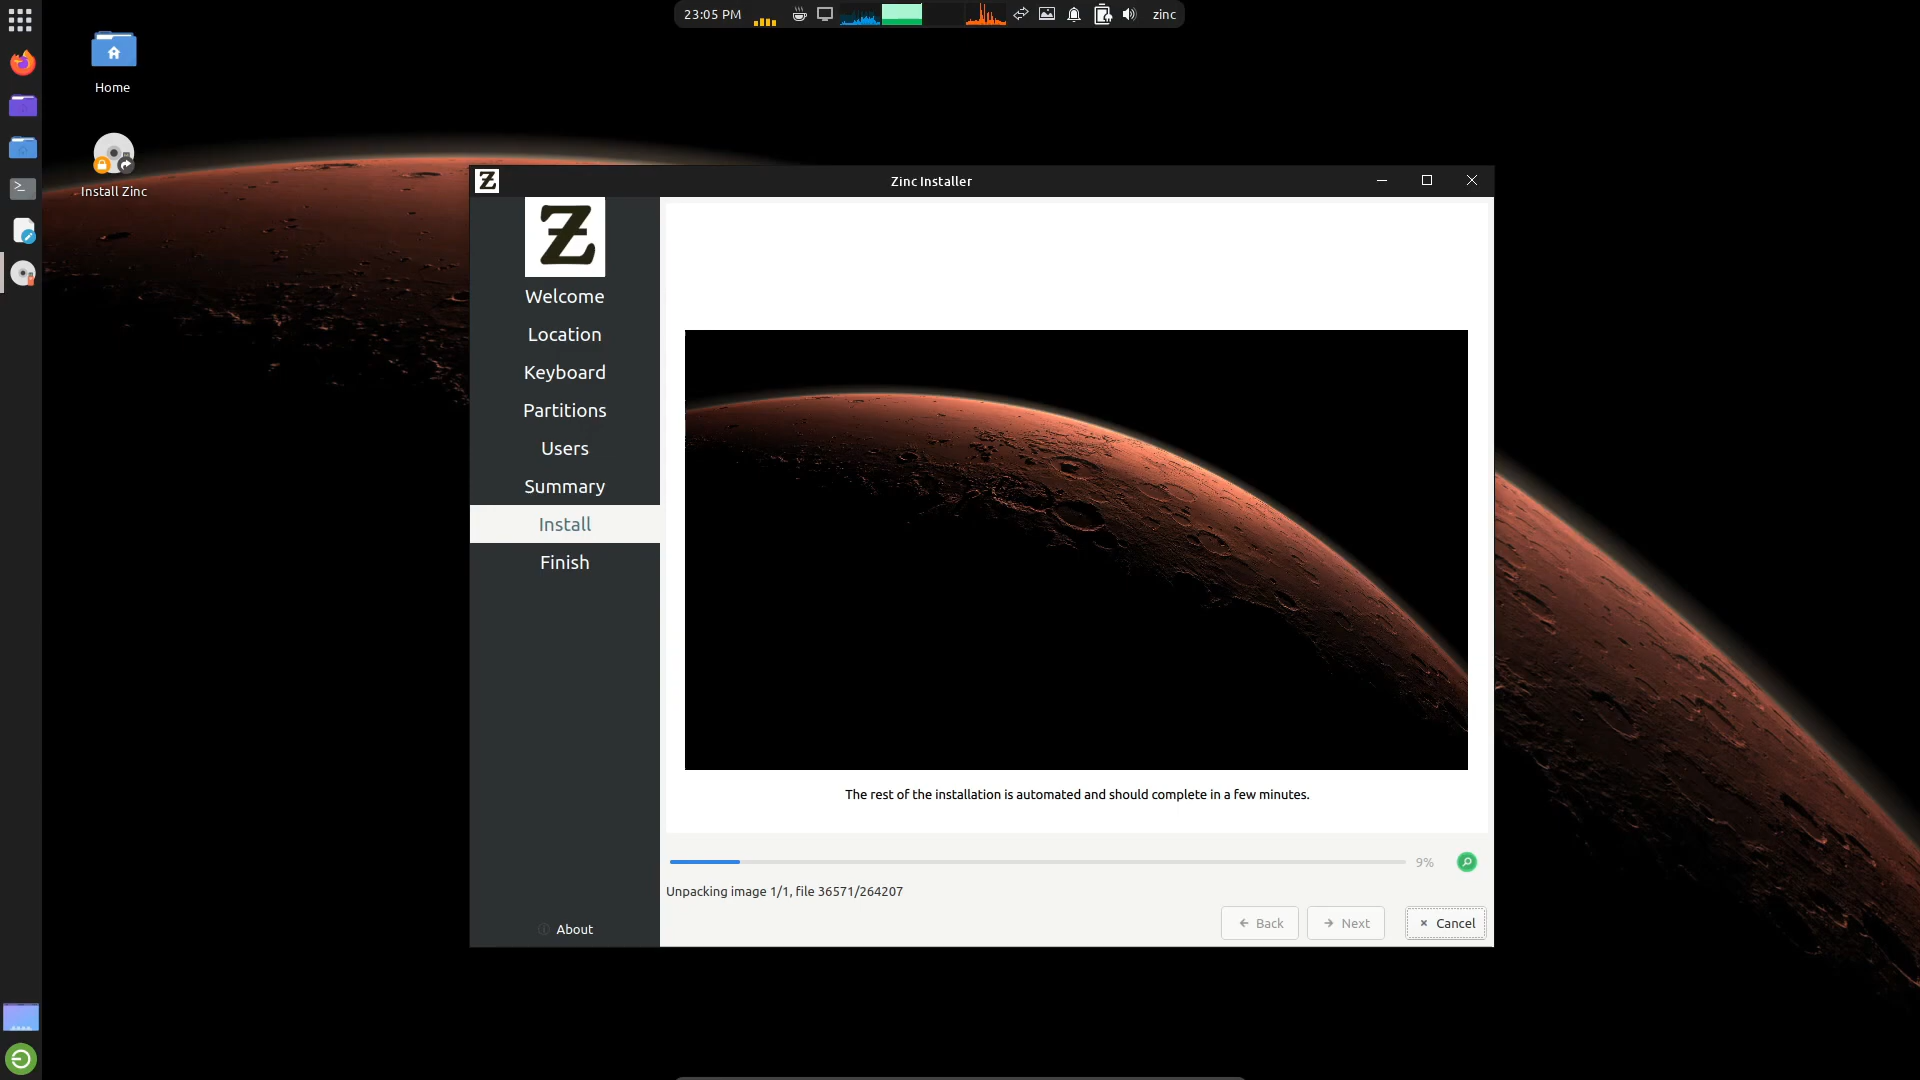 23:05 PM
zinc
Home
Install Zinc
Zinc Installer
Z
Welcome
Location
Keyboard
Partitions
Users
Summary
Install
Finish
About
The rest of the installation is automated and should complete in a few minutes.
9%
Unpacking image 1/1, file 36571/264207
Back
Next
Cancel